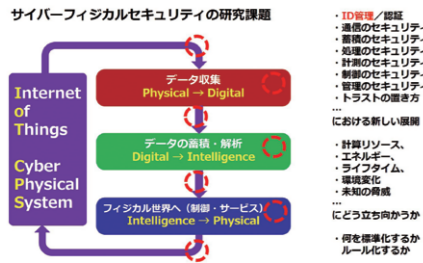 サイバーフィジカルセキュリティの研究課題
Internet
of
Things
Cyber
Physical
System
データ収集
Physical → Digital
データの蓄積・解析
Digital → Intelligence
フィジカル世界へ（制御・サービス）
Intelligence → Physical
・ID管理／認証
・通信のセキュリティ
・蓄積のセキュリティ
・処理のセキュリティ
・計測のセキュリティ
・制御のセキュリティ
・管理のセキュリティ
・トラストの置き方
…
における新しい展開
・計算リソース、
・エネルギー、
・ライフタイム、
・環境変化
・未知の脅威
…
にどう立ち向かうか
・何を標準化するか
ルール化するか